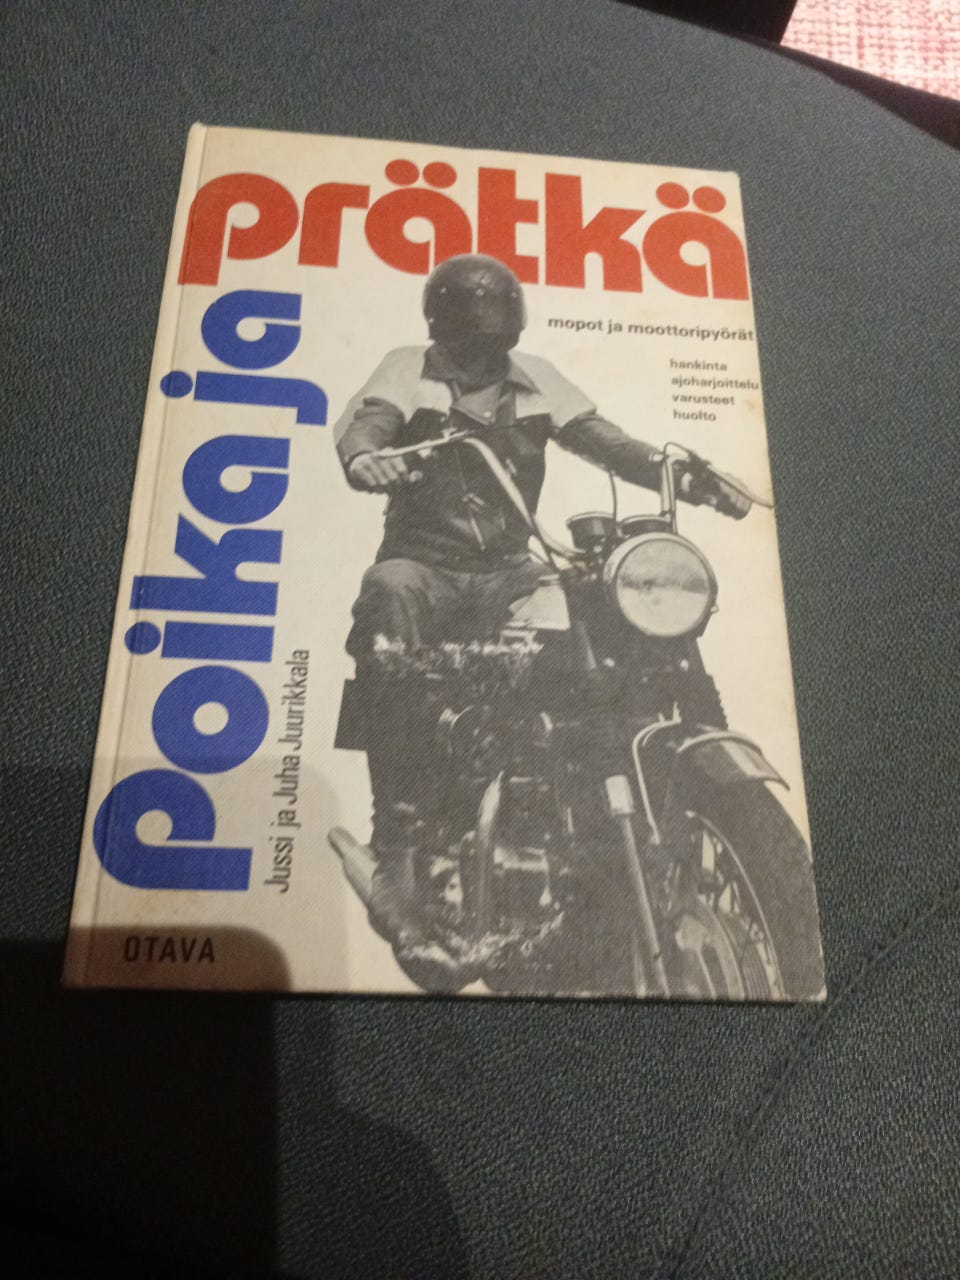 poika ja
prätkä
mopot ja moottoripyörät
hankinta
ajoharjoittelu
varusteet
huolto
Jussi ja Juha Juurikkala
OTAVA